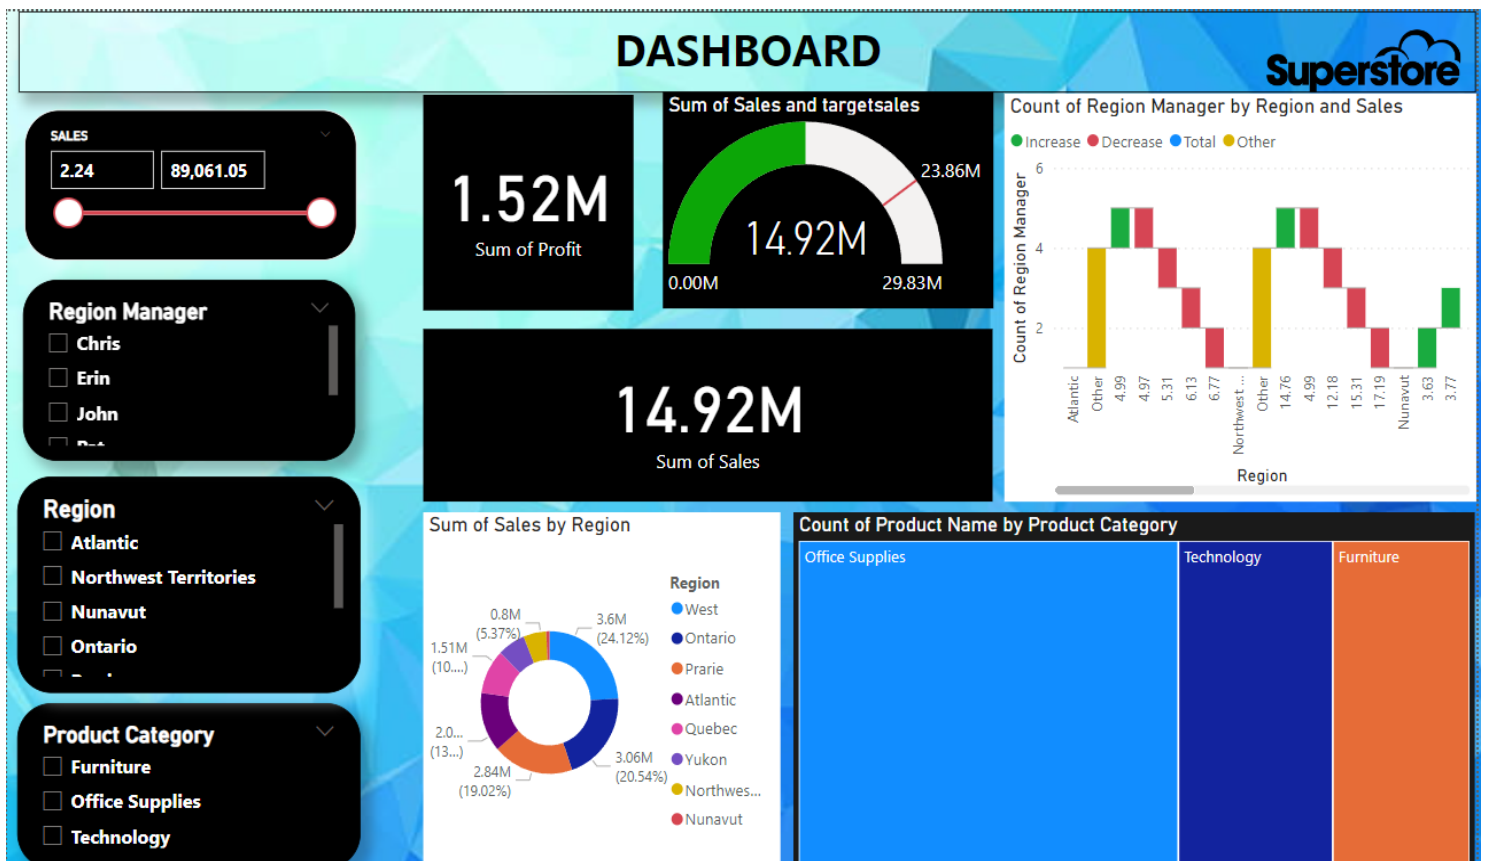 DASHBOARD
Superstore
SALES
2.24
89,061.05
Region Manager
Chris
Erin
John
Region
Atlantic
Northwest Territories
Nunavut
Ontario
Product Category
Furniture
Office Supplies
Technology
1.52M
Sum of Profit
Sum of Sales and targetsales
23.86M
14.92M
0.00M
29.83M
14.92M
Sum of Sales
Count of Region Manager by Region and Sales
Increase Decrease Total Other
Count of Region Manager
6
4
2
Atlantic
Other
4.99
4.97
5.31
6.13
6.77
Northwest ...
Other
14.76
4.99
12.18
15.31
17.19
Nunavut
3.63
3.77
Region
Sum of Sales by Region
0.8M
(5.37%)
3.6M
(24.12%)
1.51M
(10....)
2.0...
(13...)
2.84M
(19.02%)
3.06M
(20.54%)
Region
West
Ontario
Prarie
Atlantic
Quebec
Yukon
Northwes...
Nunavut
Count of Product Name by Product Category
Office Supplies
Technology
Furniture